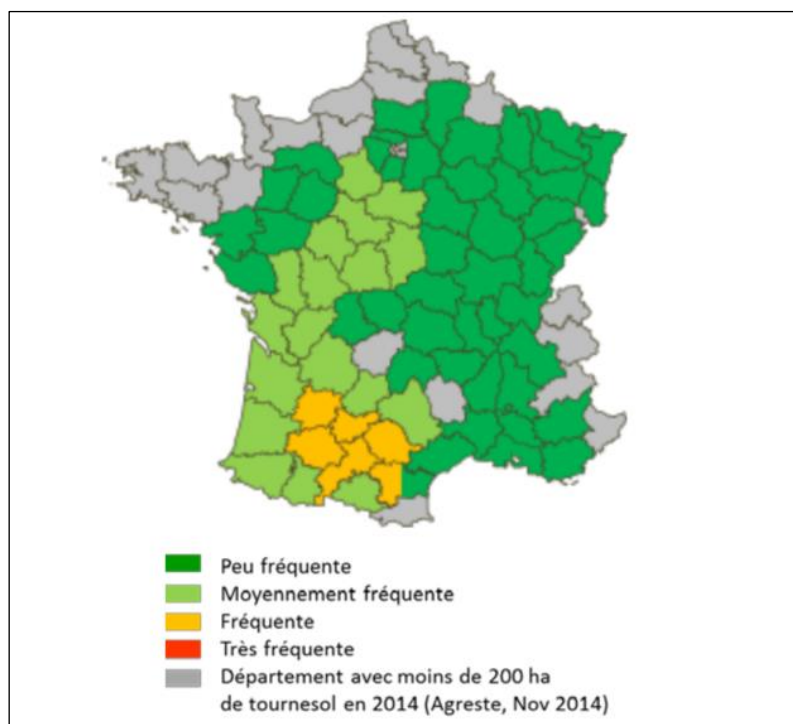 Peu fréquente
Moyennement fréquente
Fréquente
Très fréquente
Département avec moins de 200 ha
de tournesol en 2014 (Agreste, Nov 2014)